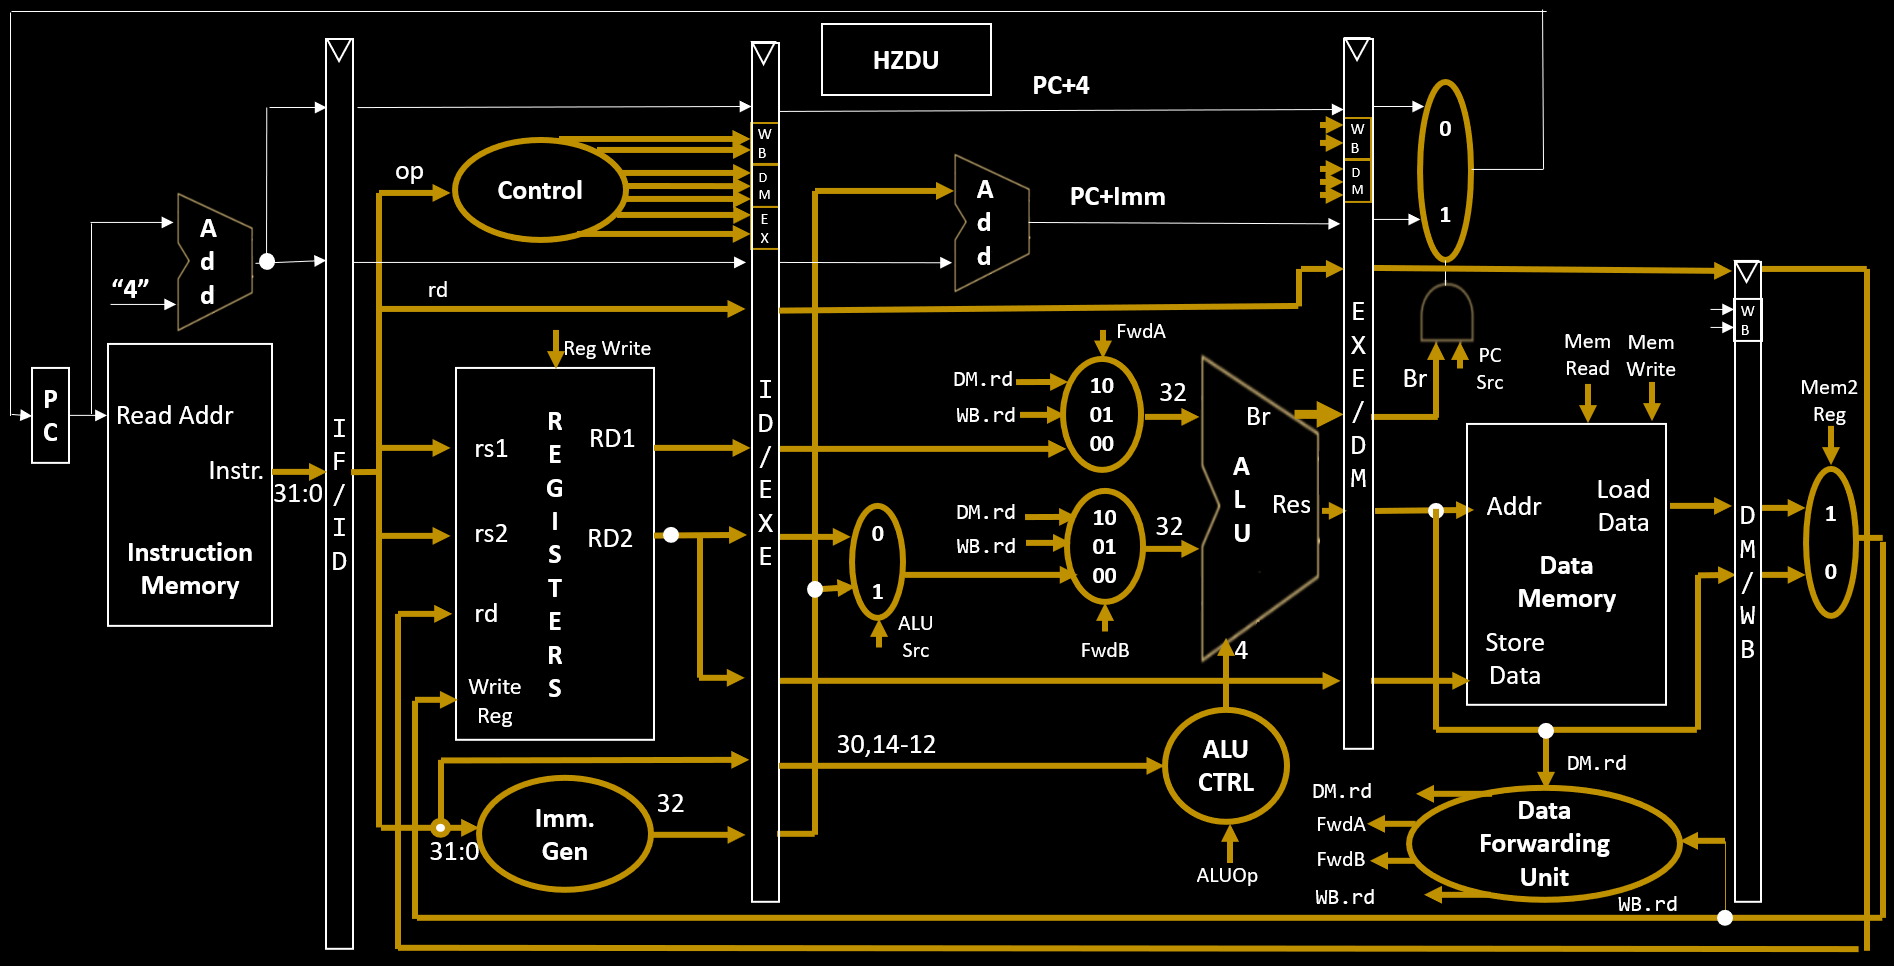 HZDU
PC+4
W
B
D
M
E
X
W
B
D
M
0
1
op
Control
A
d
d
"4"
A
d
d
PC+Imm
rd
W
B
Reg Write
FwdA
Mem
Read
Mem
Write
PC
Src
Br
Mem2
Reg
P
C
Read Addr
Instr.
31:0
Instruction
Memory
I
F
/
I
D
R
E
G
I
S
T
E
R
S
rs1
rs2
rd
Write
Reg
RD1
RD2
I
D
/
E
X
E
DM.rd
WB.rd
10
01
00
32
DM.rd
WB.rd
10
01
00
32
FwdB
0
1
ALU
Src
Br
A
L
U
Res
4
E
X
E
/
D
M
Addr
Load
Data
Data
Memory
Store
Data
D
M
/
W
B
1
0
30,14-12
ALU
CTRL
ALUOp
32
Imm.
Gen
31:0
DM.rd
DM.rd
FwdA
FwdB
WB.rd
Data
Forwarding
Unit
WB.rd